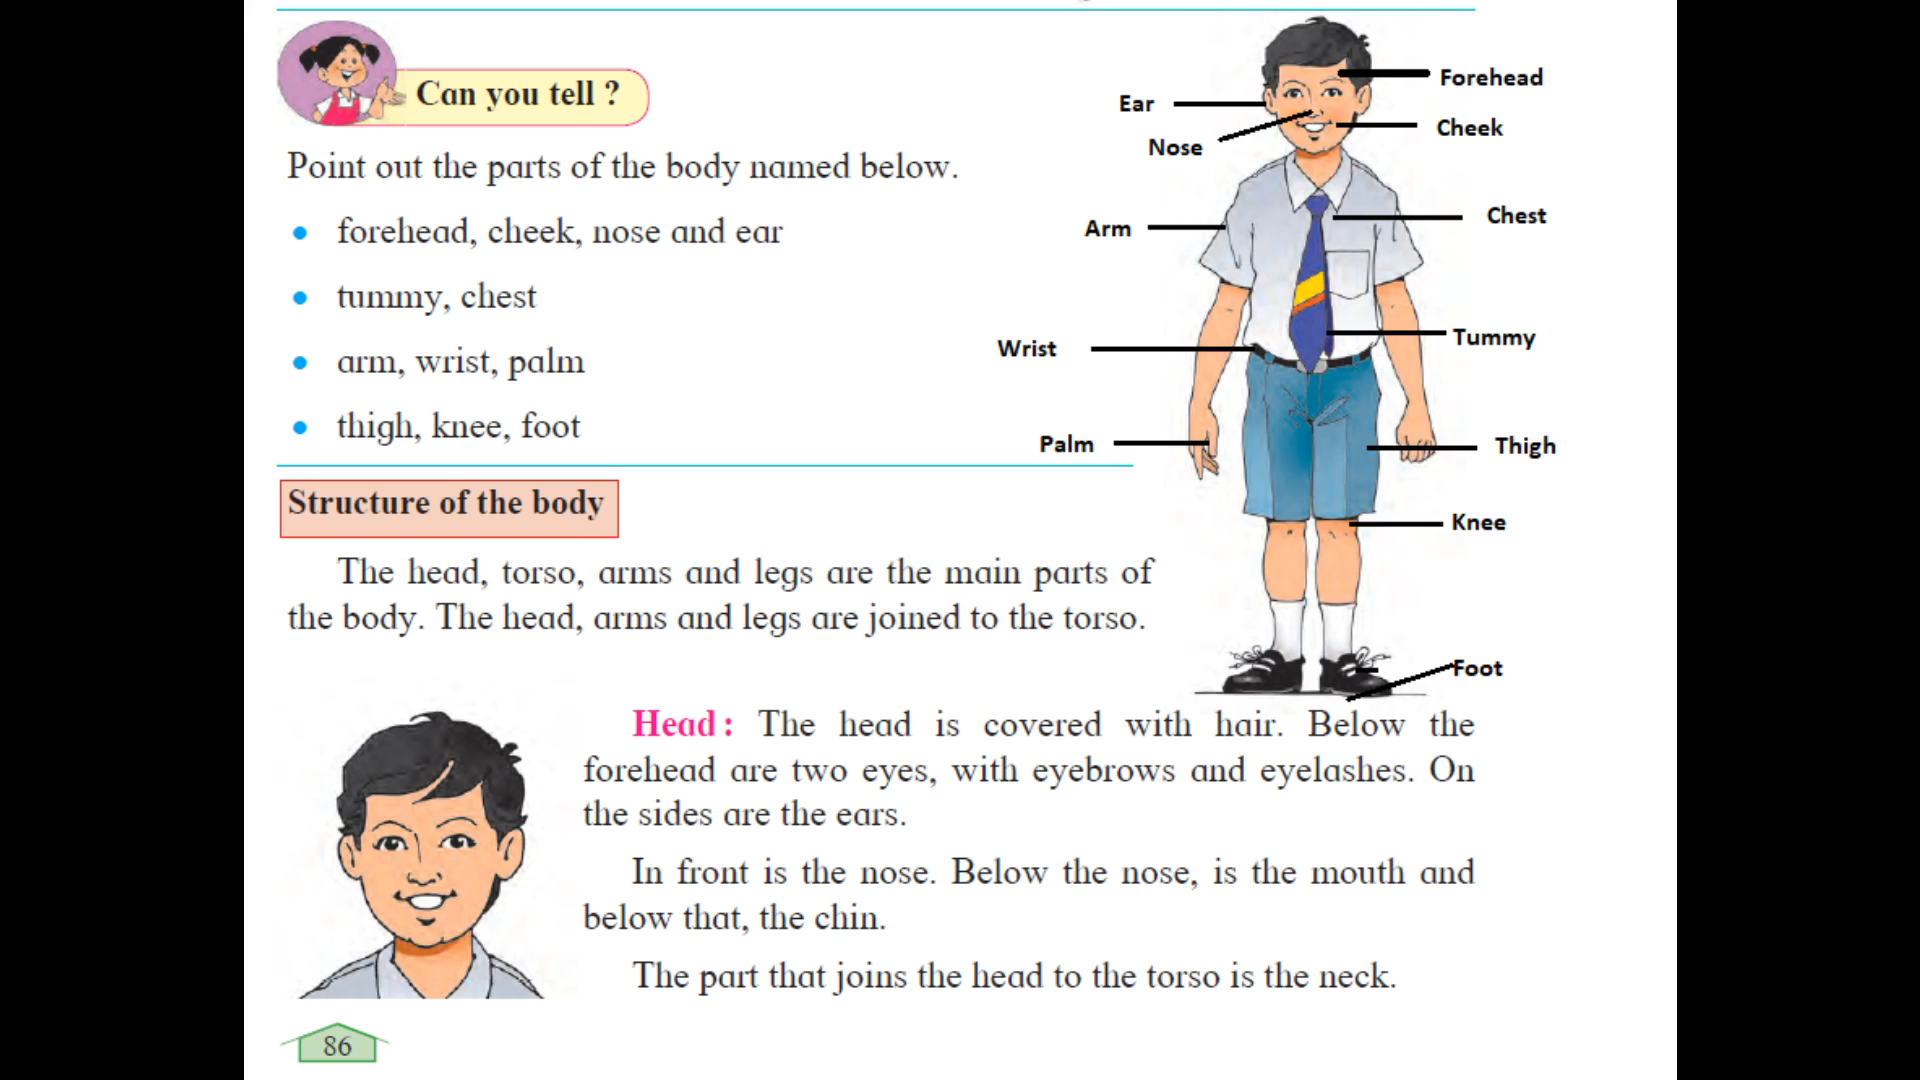 Can you tell ?
Point out the parts of the body named below.
• forehead, cheek, nose and ear
• tummy, chest
• arm, wrist, palm
• thigh, knee, foot
Forehead
Ear
Cheek
Nose
Chest
Arm
Tummy
Wrist
Palm
Thigh
Knee
Foot
Structure of the body
The head, torso, arms and legs are the main parts of
the body. The head, arms and legs are joined to the torso.
Head : The head is covered with hair. Below the
forehead are two eyes, with eyebrows and eyelashes. On
the sides are the ears.
In front is the nose. Below the nose, is the mouth and
below that, the chin.
The part that joins the head to the torso is the neck.
86